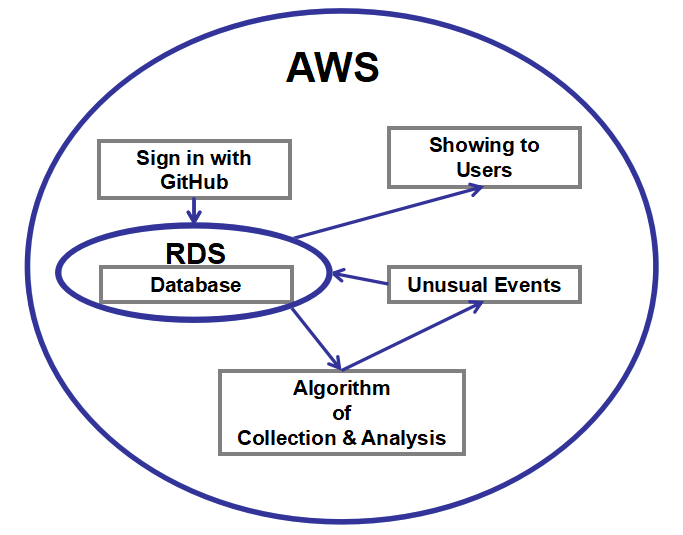 AWS
Sign in with
GitHub
Showing to
Users
RDS
Database
Unusual Events
Algorithm
of
Collection & Analysis